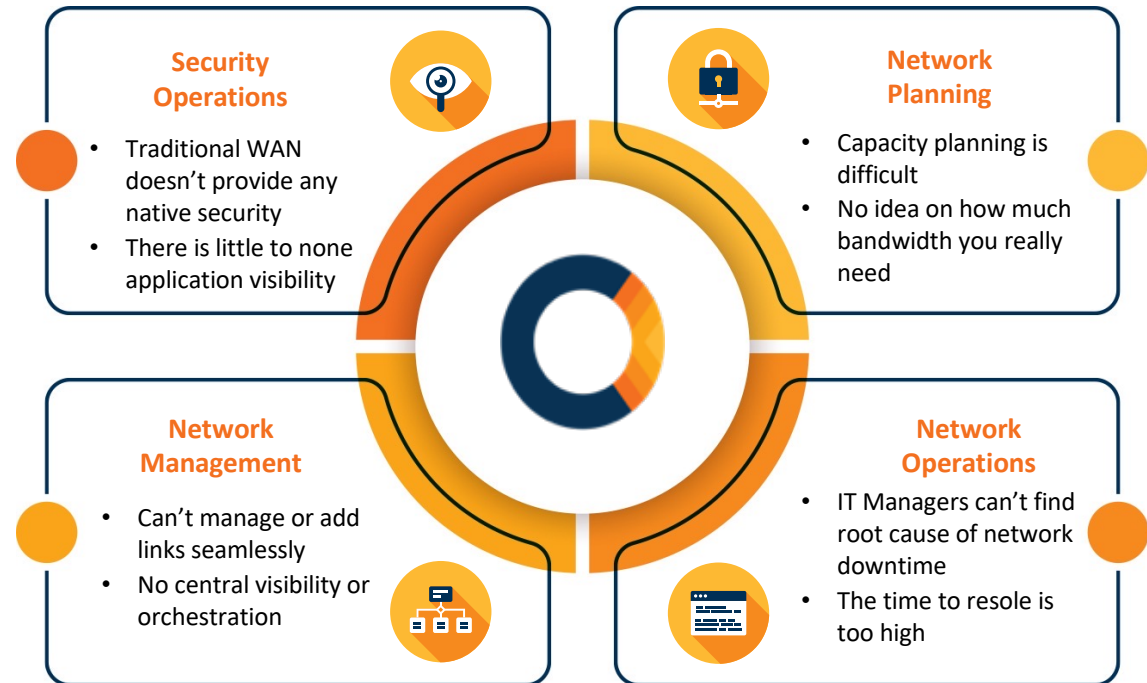 Security
Operations
• Traditional WAN
doesn’t provide any
native security
• There is little to none
application visibility
Network
Planning
• Capacity planning is
difficult
• No idea on how much
bandwidth you really
need
Network
Management
• Can’t manage or add
links seamlessly
• No central visibility or
orchestration
Network
Operations
• IT Managers can’t find
root cause of network
downtime
• The time to resole is
too high